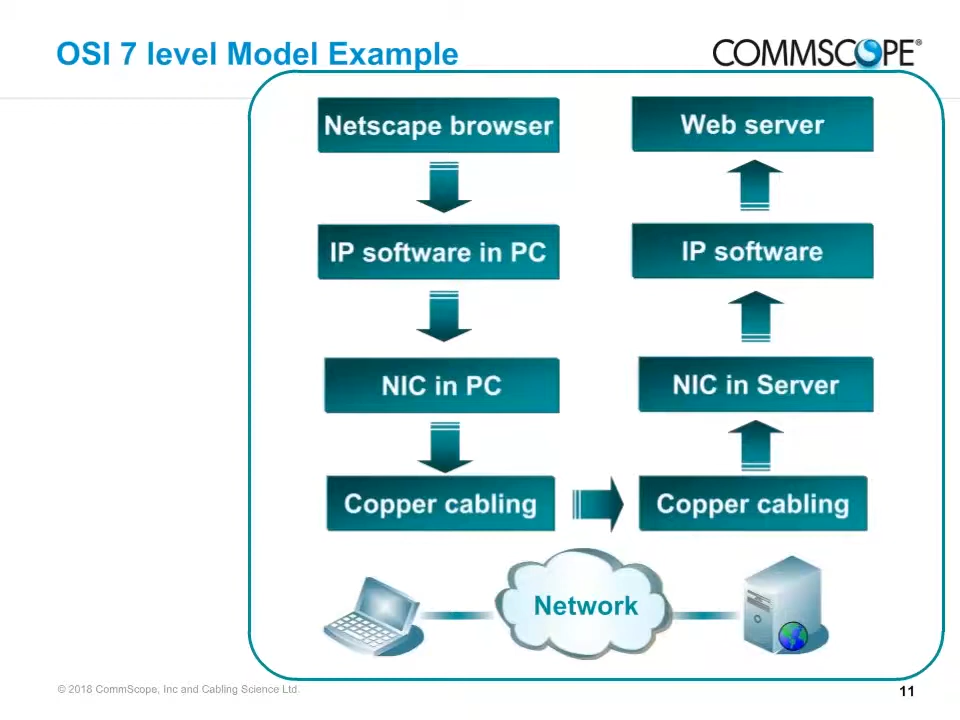 OSI 7 level Model Example
COMMSCOPE®
Netscape browser
Web server
IP software in PC
IP software
NIC in PC
NIC in Server
Copper cabling
Copper cabling
Network
© 2018 CommScope, Inc and Cabling Science Ltd.
11